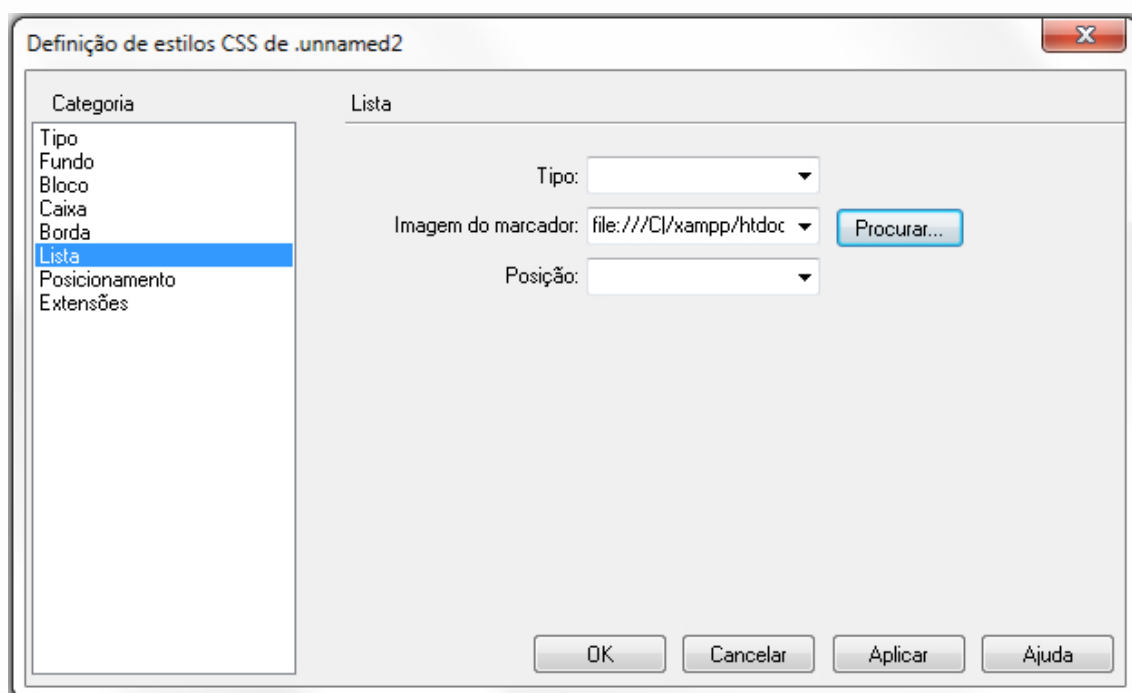 Definição de estilos CSS de .unnamed2
Categoria
Tipo
Fundo
Bloco
Caixa
Borda
Lista
Posicionamento
Extensões
Lista
Tipo:
Imagem do marcador: file:///C|/xampp/htdoc Procurar...
Posição:
OK Cancelar Aplicar Ajuda